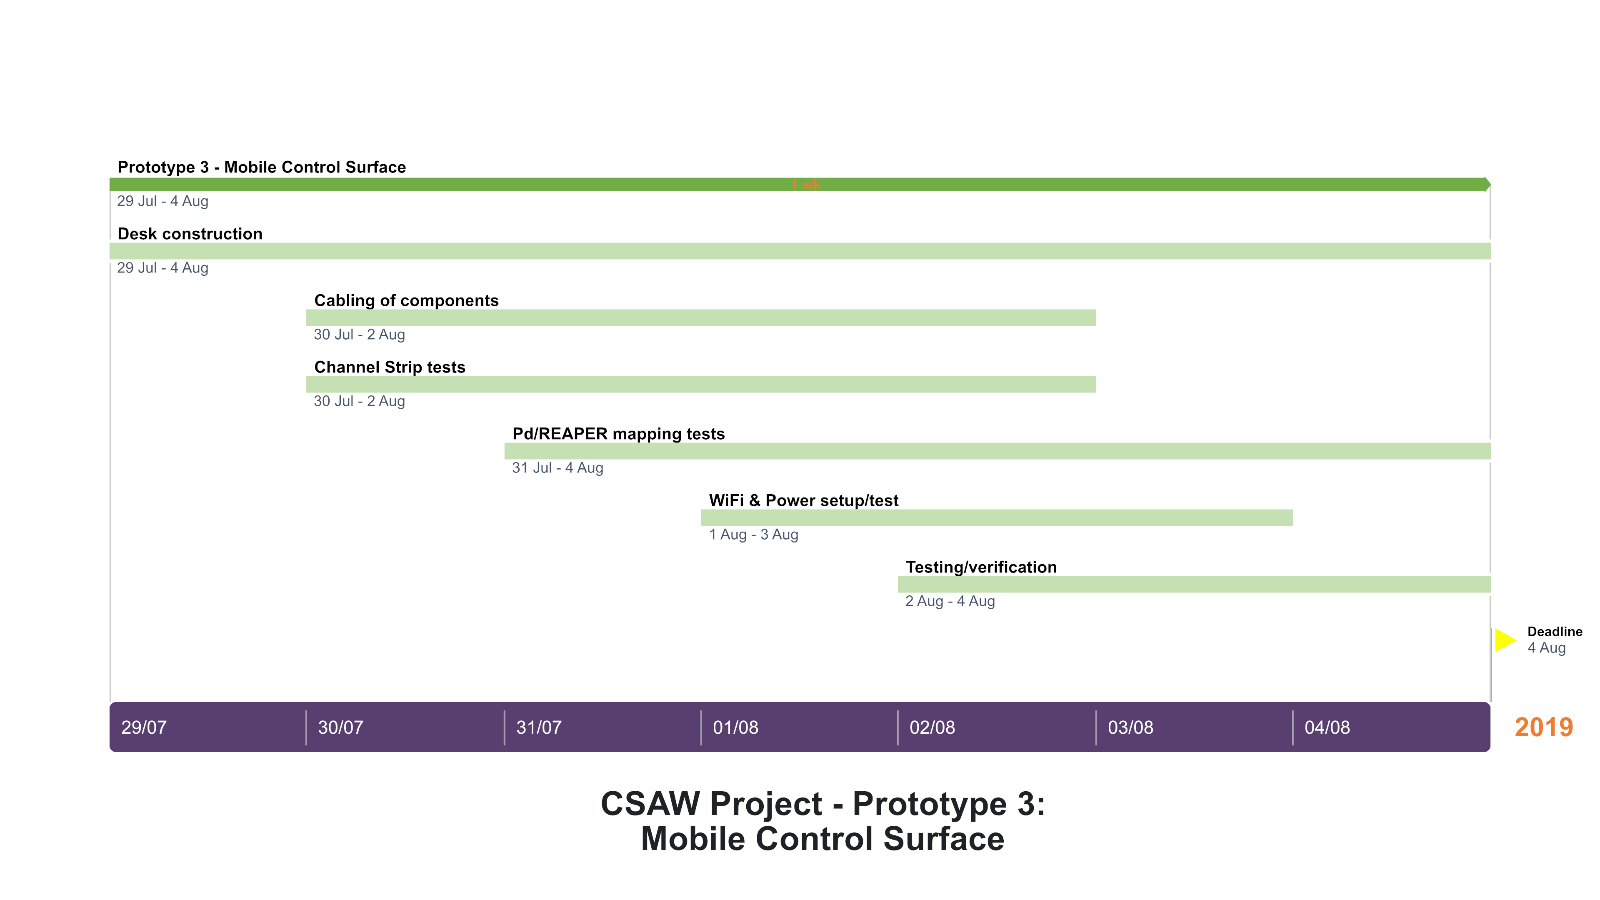 Prototype 3 - Mobile Control Surface
1 wk
29 Jul - 4 Aug
Desk construction
29 Jul - 4 Aug
Cabling of components
30 Jul - 2 Aug
Channel Strip tests
30 Jul - 2 Aug
Pd/REAPER mapping tests
31 Jul - 4 Aug
WiFi & Power setup/test
1 Aug - 3 Aug
Testing/verification
2 Aug - 4 Aug
Deadline
4 Aug
29/07 30/07 31/07 01/08 02/08 03/08 04/08 2019
CSAW Project - Prototype 3:
Mobile Control Surface